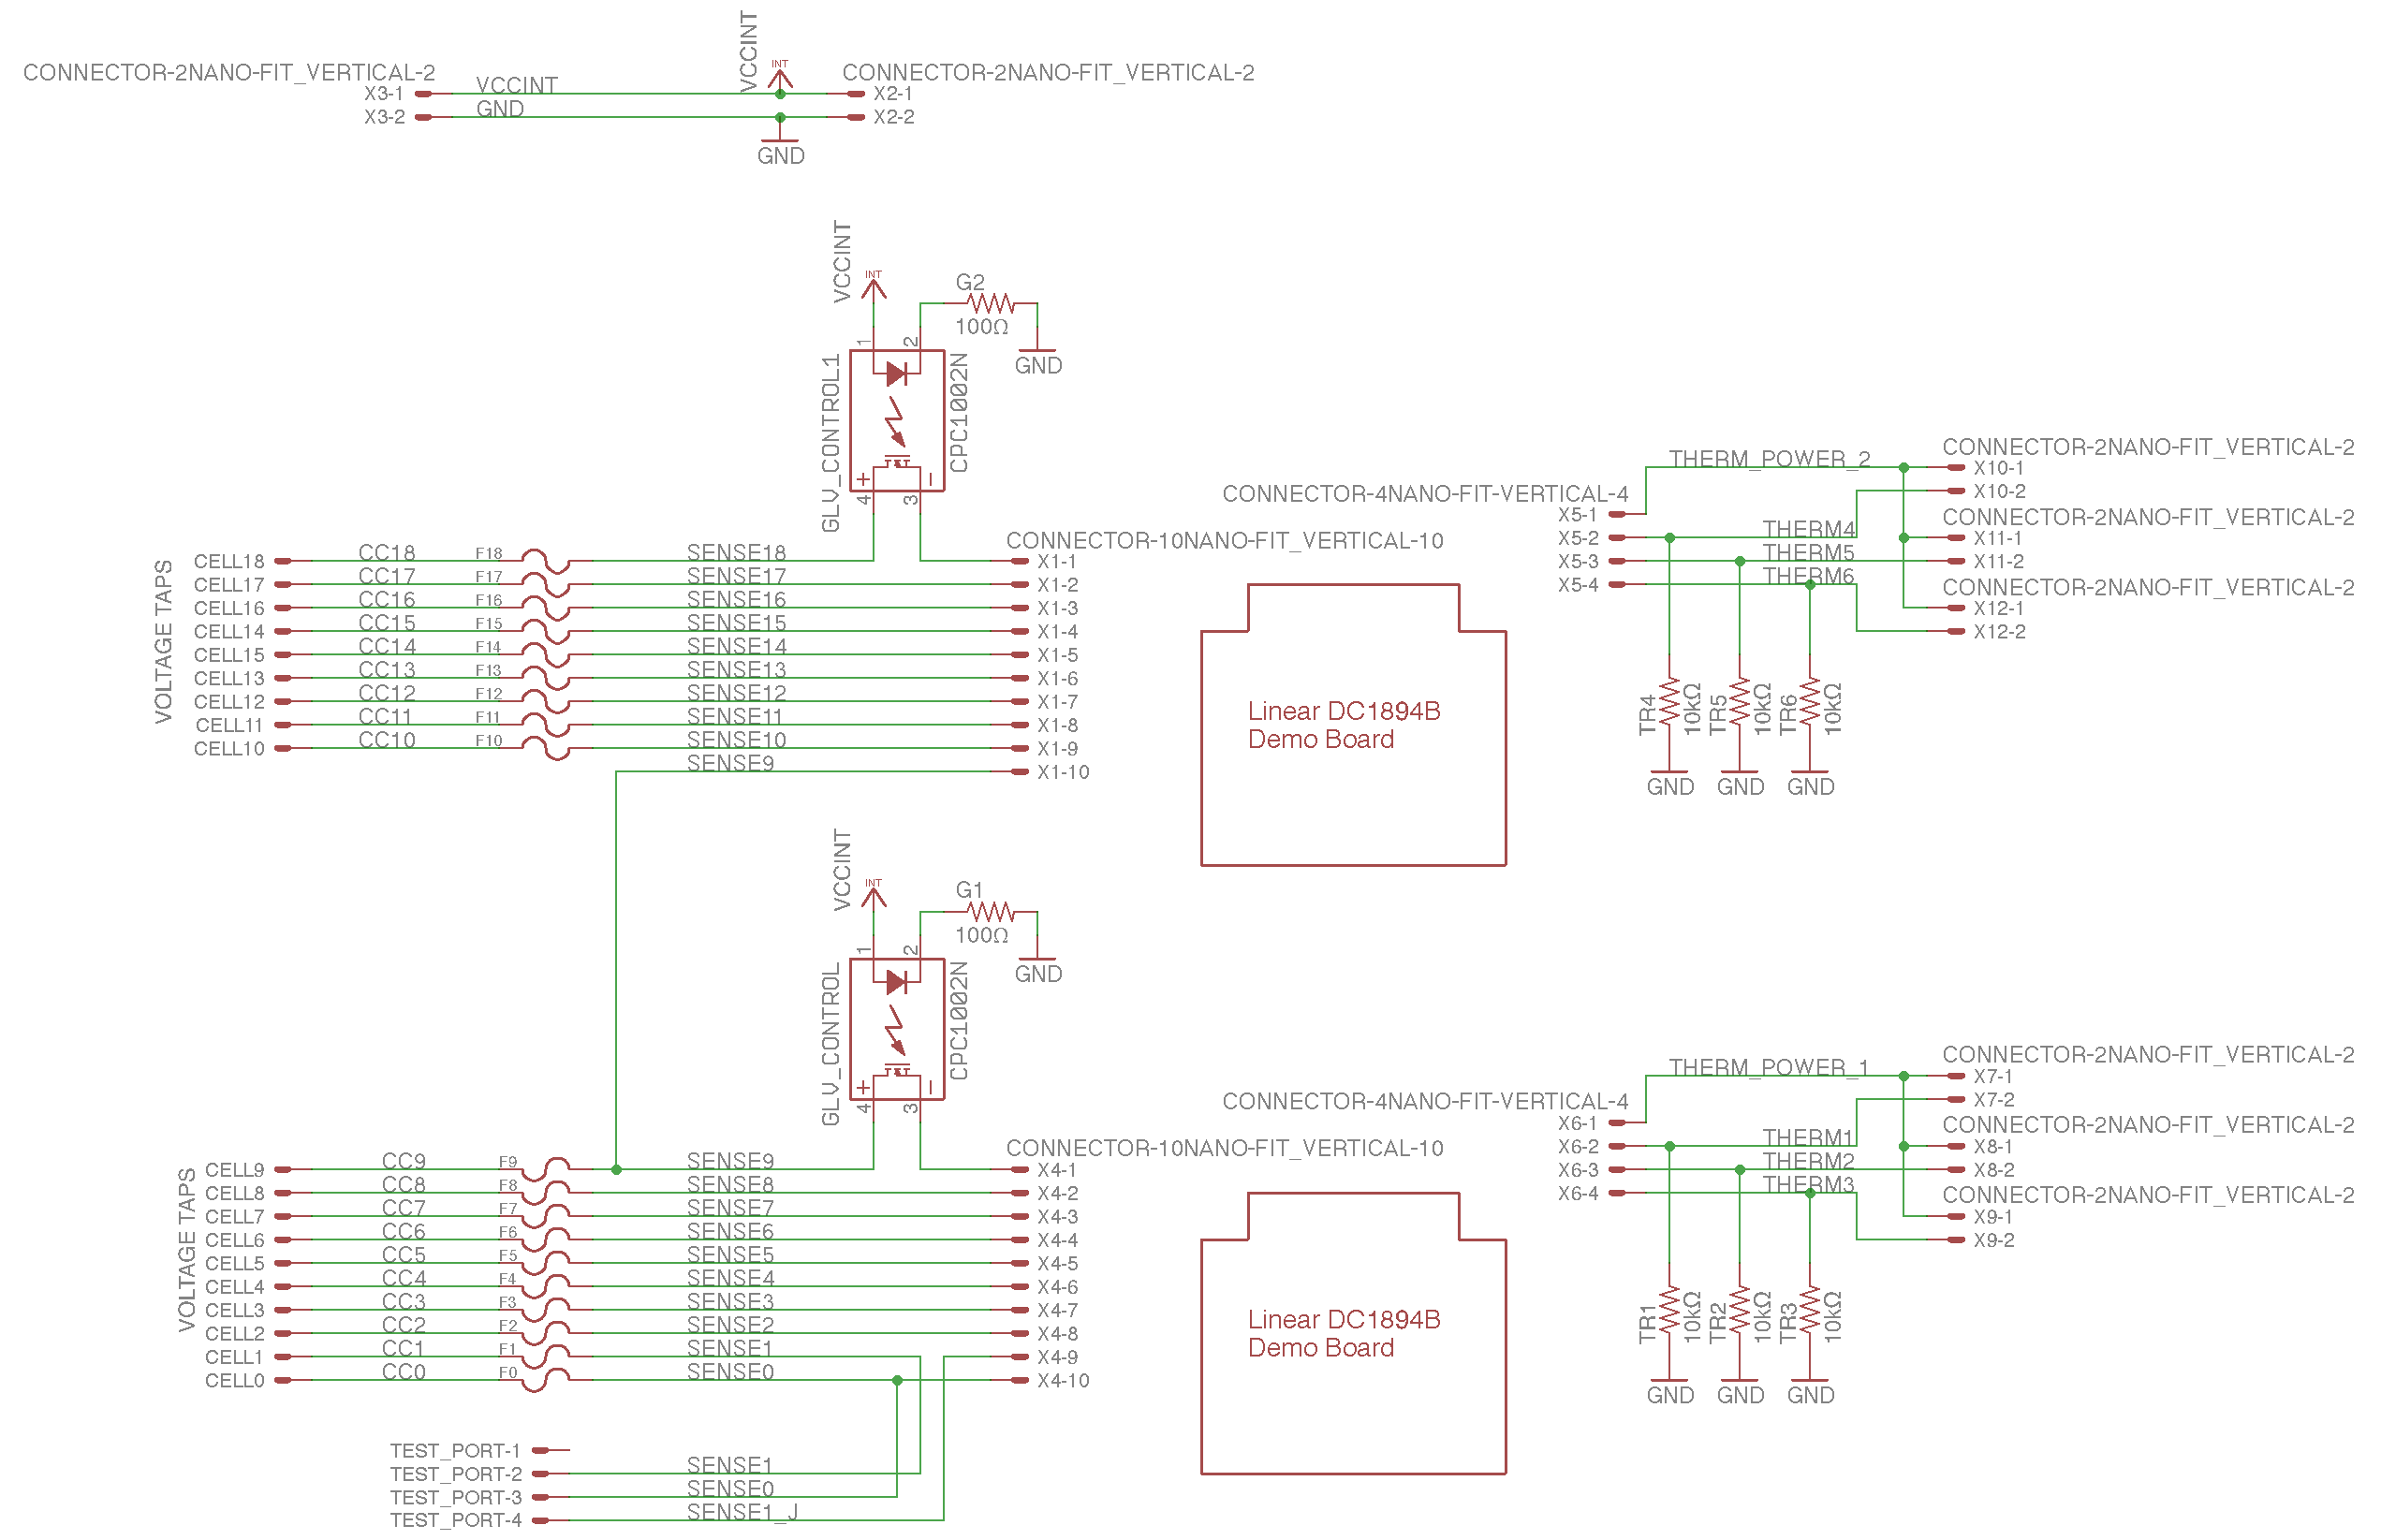 CONNECTOR-2NANO-FIT_VERTICAL-2
X3-1
X3-2
VCCINT
GND
VCCINT
INT
GND
CONNECTOR-2NANO-FIT_VERTICAL-2
X2-1
X2-2
VCCINT
INT
G2
100Ω
GND
1
2
GLV_CONTROL1
CPC1002N
+
-
4
3
VOLTAGE TAPS
CELL18 CC18 F18 SENSE18
CELL17 CC17 F17 SENSE17
CELL16 CC16 F16 SENSE16
CELL14 CC15 F15 SENSE15
CELL15 CC14 F14 SENSE14
CELL13 CC13 F13 SENSE13
CELL12 CC12 F12 SENSE12
CELL11 CC11 F11 SENSE11
CELL10 CC10 F10 SENSE10
SENSE9
CONNECTOR-10NANO-FIT_VERTICAL-10
X1-1
X1-2
X1-3
X1-4
X1-5
X1-6
X1-7
X1-8
X1-9
X1-10
Linear DC1894B
Demo Board
CONNECTOR-4NANO-FIT-VERTICAL-4
X5-1
X5-2
X5-3
X5-4
THERM_POWER_2
THERM4
THERM5
THERM6
CONNECTOR-2NANO-FIT_VERTICAL-2
X10-1
X10-2
CONNECTOR-2NANO-FIT_VERTICAL-2
X11-1
X11-2
CONNECTOR-2NANO-FIT_VERTICAL-2
X12-1
X12-2
TR4
10kΩ
TR5
10kΩ
TR6
10kΩ
GND
GND
GND
VCCINT
INT
G1
100Ω
GND
1
2
GLV_CONTROL
CPC1002N
+
-
4
3
VOLTAGE TAPS
CELL9 CC9 F9 SENSE9
CELL8 CC8 F8 SENSE8
CELL7 CC7 F7 SENSE7
CELL6 CC6 F6 SENSE6
CELL5 CC5 F5 SENSE5
CELL4 CC4 F4 SENSE4
CELL3 CC3 F3 SENSE3
CELL2 CC2 F2 SENSE2
CELL1 CC1 F1 SENSE1
CELL0 CC0 F0 SENSE0
CONNECTOR-10NANO-FIT_VERTICAL-10
X4-1
X4-2
X4-3
X4-4
X4-5
X4-6
X4-7
X4-8
X4-9
X4-10
TEST_PORT-1
TEST_PORT-2 SENSE1
TEST_PORT-3 SENSE0
TEST_PORT-4 SENSE1_J
Linear DC1894B
Demo Board
CONNECTOR-4NANO-FIT-VERTICAL-4
X6-1
X6-2
X6-3
X6-4
THERM_POWER_1
THERM1
THERM2
THERM3
CONNECTOR-2NANO-FIT_VERTICAL-2
X7-1
X7-2
CONNECTOR-2NANO-FIT_VERTICAL-2
X8-1
X8-2
CONNECTOR-2NANO-FIT_VERTICAL-2
X9-1
X9-2
TR1
10kΩ
TR2
10kΩ
TR3
10kΩ
GND
GND
GND